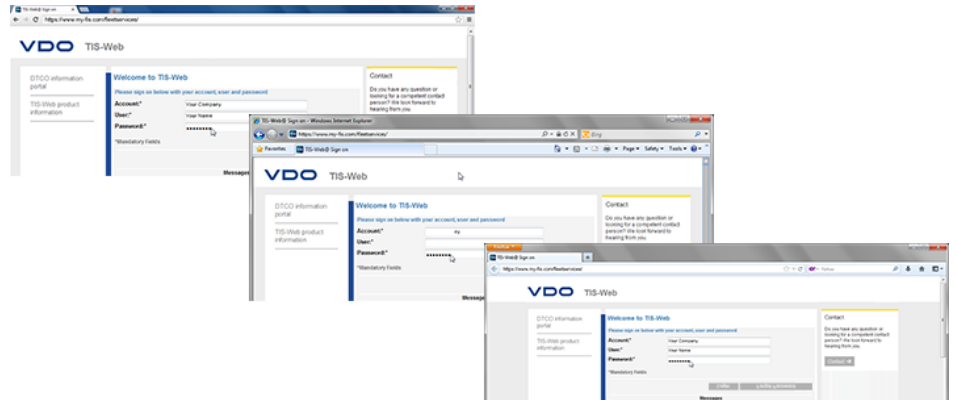 TIS-Web® Sign on
https://www.my-fis.com/fleetservices/
VDO TIS-Web
DTCO information
portal
TIS-Web product
information
Welcome to TIS-Web
Please sign on below with your account, user and password
Account:* Your Company
User:* Your Name
Password:*
*Mandatory Fields
Messages
Contact
Do you have any question or
looking for a competent contact
person? We look forward to
hearing from you.
TIS-Web® Sign on - Windows Internet Explorer
https://www.my-fis.com/fleetservices/
Bing
Favorites
TIS-Web® Sign on
Page Safety Tools
VDO TIS-Web
DTCO information
portal
TIS-Web product
information
Welcome to TIS-Web
Please sign on below with your account, user and password
Account:*
User:*
Password:*
*Mandatory Fields
Messages
Contact
Do you have any question or
looking for a competent contact
person? We look forward to
hearing from you.
Firefox
TIS-Web® Sign on
https://www.my-fis.com/fleetservices/
Yahoo
VDO TIS-Web
DTCO information
portal
TIS-Web product
information
Welcome to TIS-Web
Please sign on below with your account, user and password
Account:* Your Company
User:* Your Name
Password:*
*Mandatory Fields
Messages
Contact
Do you have any question or
looking for a competent contact
person? We look forward to
hearing from you.
Contact